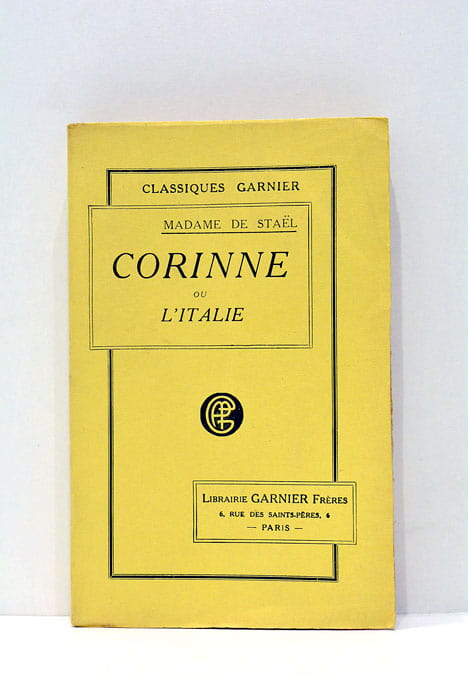 CLASSIQUES GARNIER
MADAME DE STAËL
CORINNE
OU
L'ITALIE
LIBRAIRIE GARNIER FRÈRES
6, RUE DES SAINTS-PÈRES, 6
— PARIS —